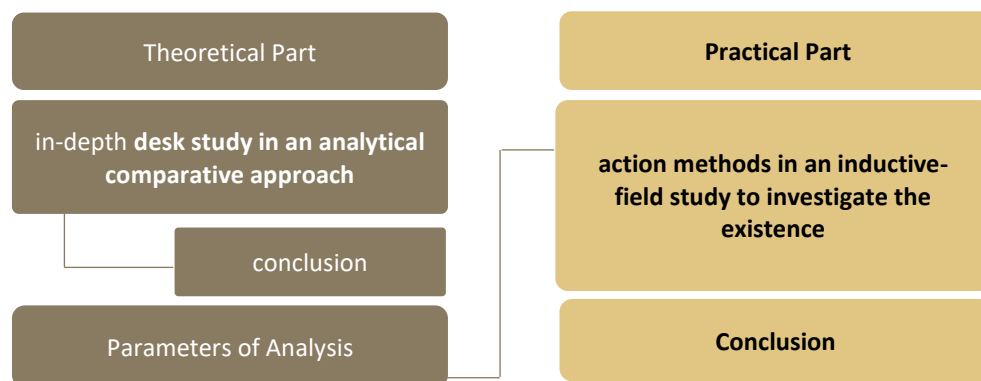 Theoretical Part
in-depth desk study in an analytical
comparative approach
conclusion
Parameters of Analysis
Practical Part
action methods in an inductive-
field study to investigate the
existence
Conclusion